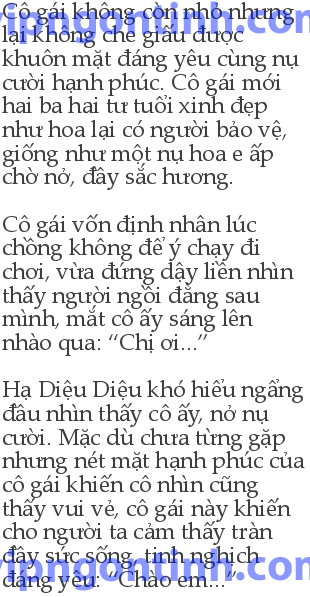 Cô gái không còn nhỏ nhưng
lại không che giấu được
khuôn mặt đáng yêu cùng nụ
cười hạnh phúc. Cô gái mới
hai ba hai tư tuổi xinh đẹp
như hoa lại có người bảo vệ,
giống như một nụ hoa e ấp
chờ nở, đầy sắc hương.
Cô gái vốn định nhân lúc
chồng không để ý chạy đi
chơi, vừa đứng dậy liền nhìn
thấy người ngồi đằng sau
mình, mắt cô ấy sáng lên
nhào qua: “Chị ơi...”
Hạ Diệu Diệu khó hiểu ngẩng
đầu nhìn thấy cô ấy, nở nụ
cười. Mặc dù chưa từng gặp
nhưng nét mặt hạnh phúc của
cô gái khiến cô nhìn cũng
thấy vui vẻ, cô gái này khiến
cho người ta cảm thấy tràn
đầy sức sống, tinh nghịch
đáng yêu: “Chào em...”